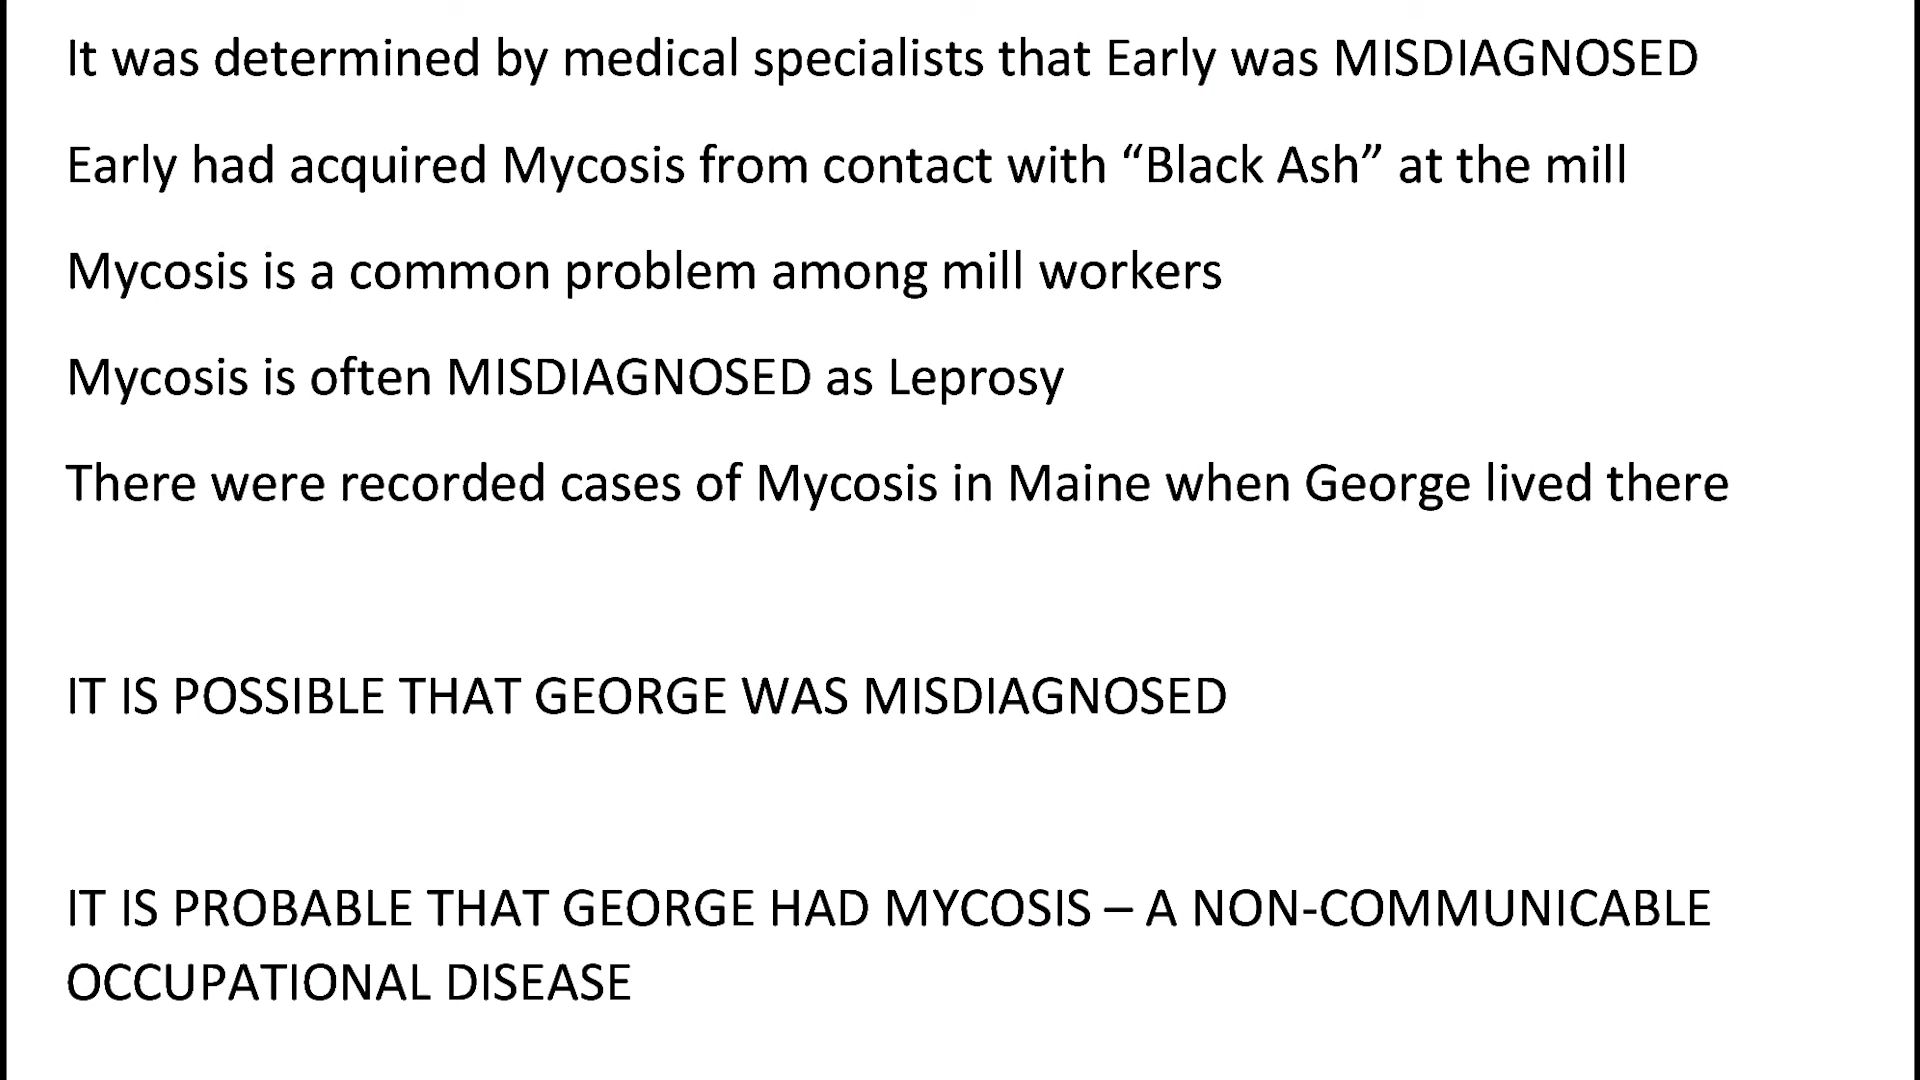 It was determined by medical specialists that Early was MISDIAGNOSED
Early had acquired Mycosis from contact with “Black Ash” at the mill
Mycosis is a common problem among mill workers
Mycosis is often MISDIAGNOSED as Leprosy
There were recorded cases of Mycosis in Maine when George lived there
IT IS POSSIBLE THAT GEORGE WAS MISDIAGNOSED
IT IS PROBABLE THAT GEORGE HAD MYCOSIS – A NON-COMMUNICABLE
OCCUPATIONAL DISEASE